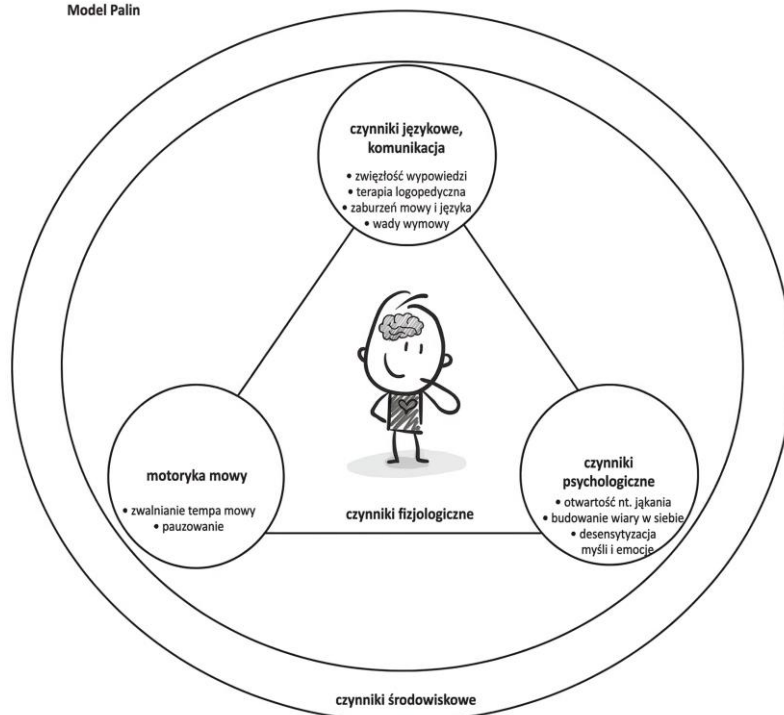 Model Palin
czynniki językowe,
komunikacja
• zwięzłość wypowiedzi
• terapia logopedyczna
• zaburzeń mowy i języka
• wady wymowy
motoryka mowy
• zwalnianie tempa mowy
• pauzowanie
czynniki fizjologiczne
czynniki
psychologiczne
• otwartość nt. jąkania
• budowanie wiary w siebie
• desensytyzacja
myśli i emocje
czynniki środowiskowe